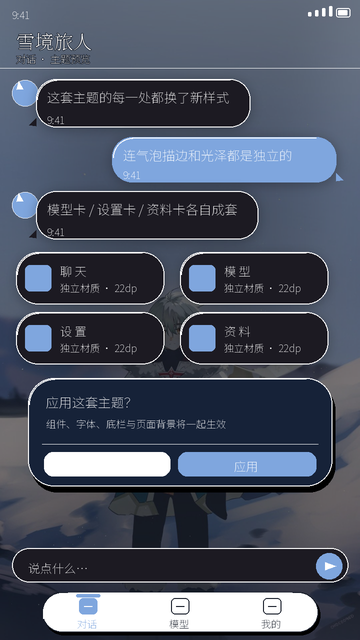 9:41
雪境旅人
对话 · 主题预览
这套主题的每一处都换了新样式
9:41
连气泡描边和光泽都是独立的
9:41
模型卡 / 设置卡 / 资料卡各自成套
9:41
聊天
独立材质 · 22dp
模型
独立材质 · 22dp
设置
独立材质 · 22dp
资料
独立材质 · 22dp
应用这套主题?
组件、字体、底栏与页面背景将一起生效
应用
说点什么…
对话
模型
我的